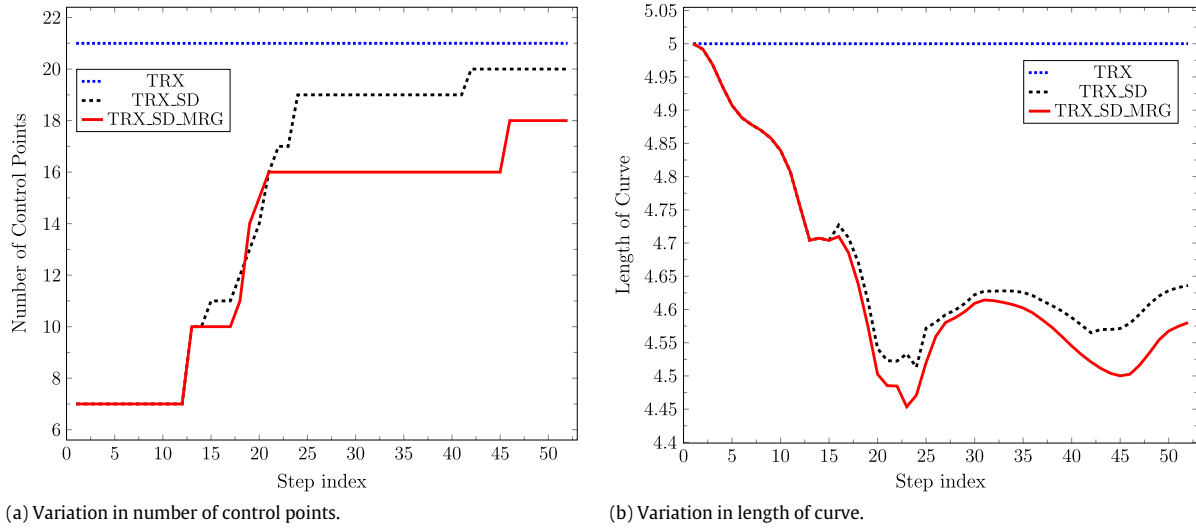 22
20
18
16
14
12
10
8
6
Number of Control Points
TRX
TRX_SD
TRX_SD_MRG
0 5 10 15 20 25 30 35 40 45 50
Step index
(a) Variation in number of control points.
5.05
5
4.95
4.9
4.85
4.8
4.75
4.7
4.65
4.6
4.55
4.5
4.45
4.4
Length of Curve
TRX
TRX_SD
TRX_SD_MRG
0 5 10 15 20 25 30 35 40 45 50
Step index
(b) Variation in length of curve.